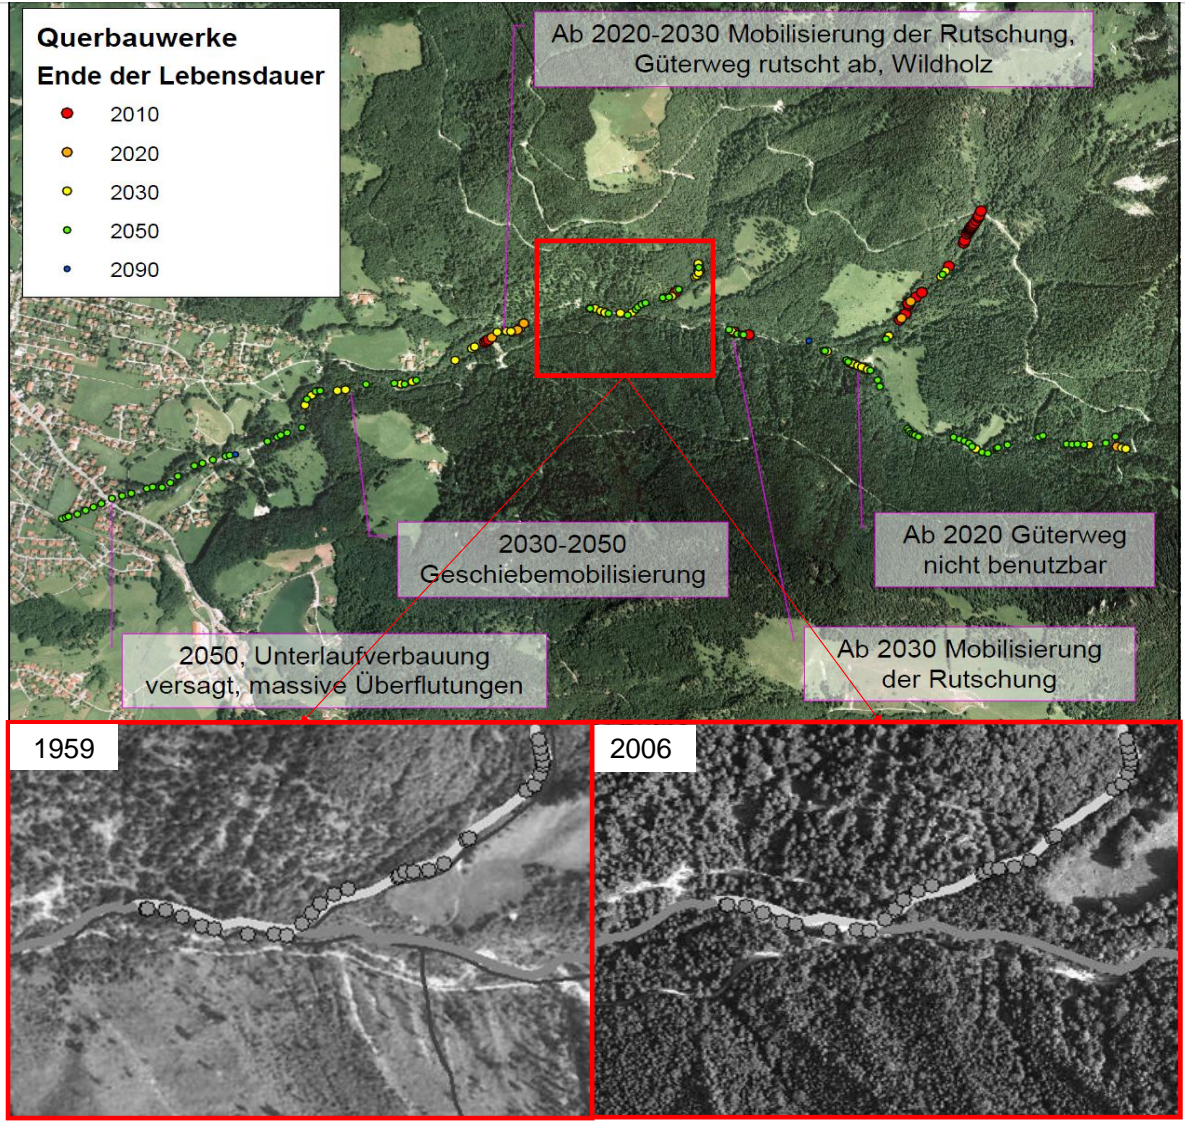 Querbauwerke
Ende der Lebensdauer
2010
2020
2030
2050
2090
Ab 2020-2030 Mobilisierung der Rutschung,
Güterweg rutscht ab, Wildholz
2030-2050
Geschiebemobilisierung
Ab 2020 Güterweg
nicht benutzbar
2050, Unterlaufverbauung
versagt, massive Überflutungen
Ab 2030 Mobilisierung
der Rutschung
1959
2006